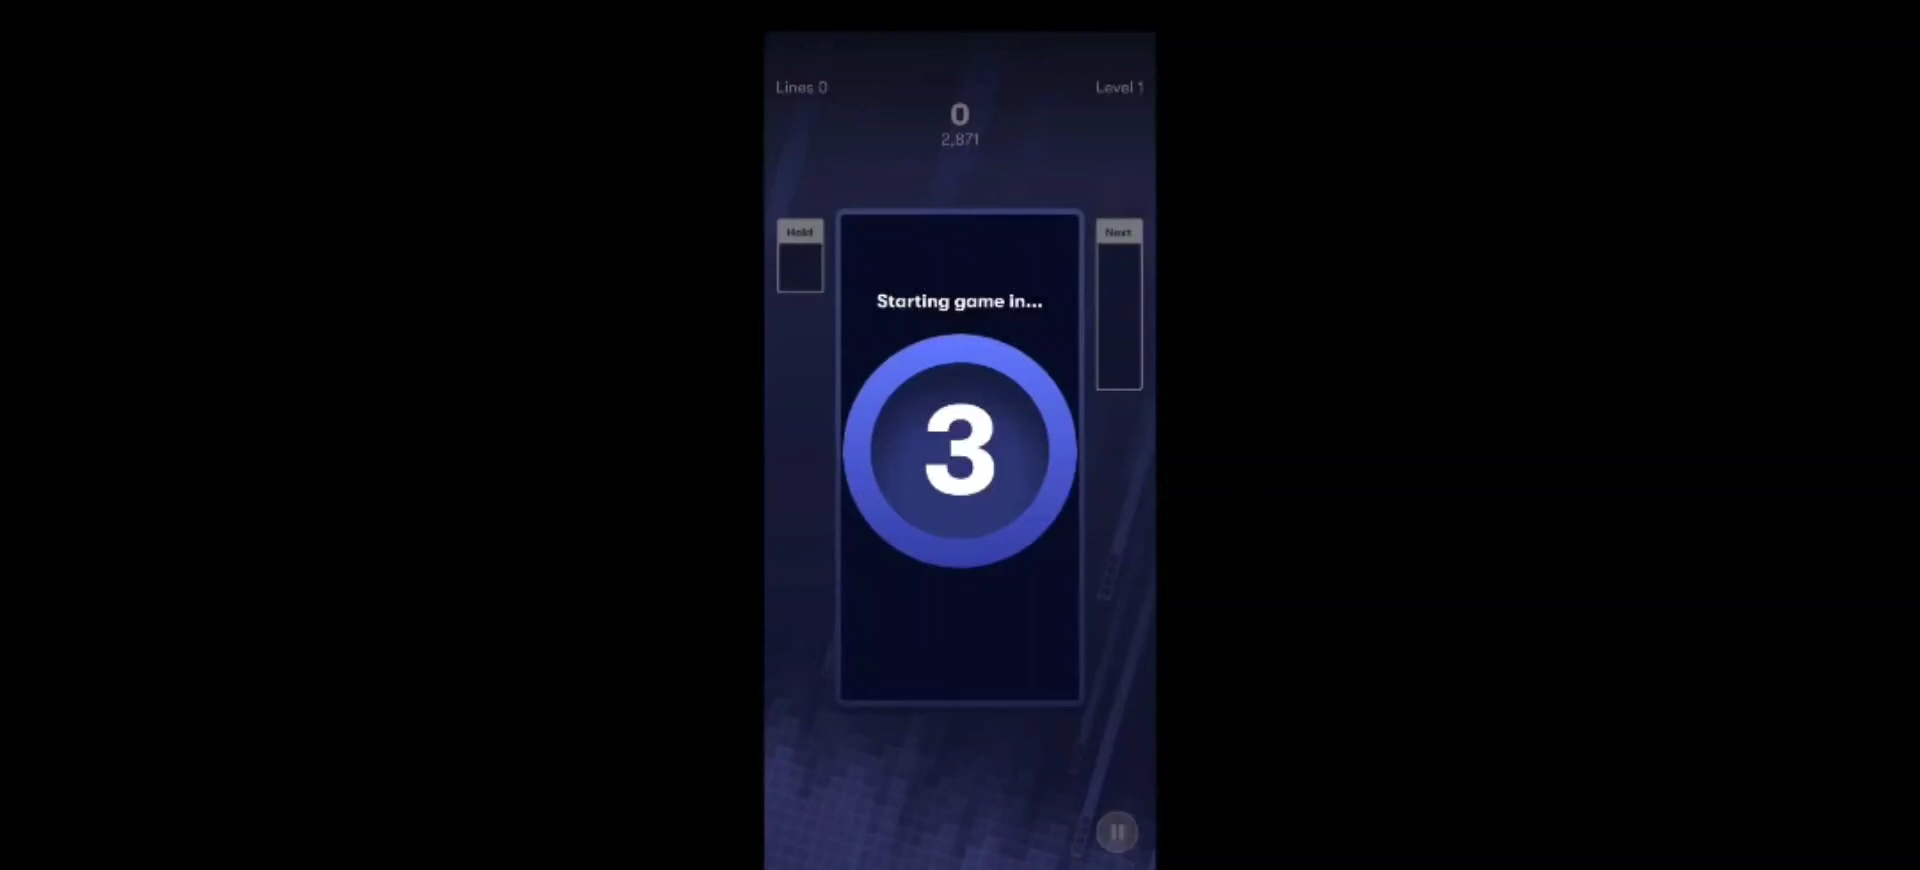 Lines 0
Level 1
0
2,871
Hold
Next
Starting game in...
3